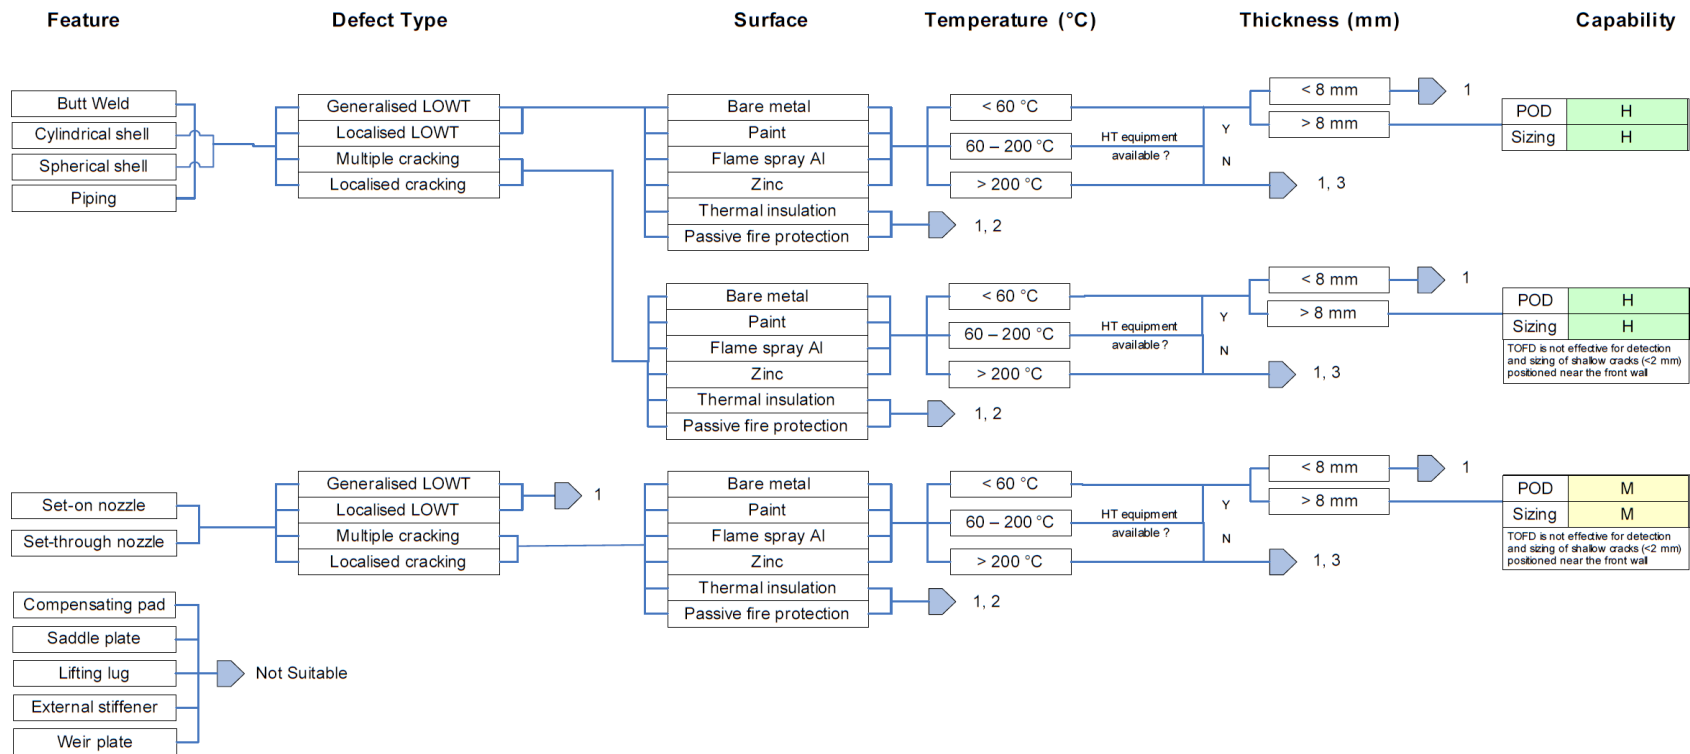 Feature Defect Type Surface Temperature (°C) Thickness (mm) Capability
Butt Weld
Cylindrical shell
Spherical shell
Piping
Generalised LOWT
Localised LOWT
Multiple cracking
Localised cracking
Bare metal
Paint
Flame spray Al
Zinc
Thermal insulation
Passive fire protection
1, 2
< 60 °C
60 – 200 °C
> 200 °C
HT equipment
available ?
Y
N
< 8 mm
> 8 mm
1
1, 3
POD H
Sizing H
Bare metal
Paint
Flame spray Al
Zinc
Thermal insulation
Passive fire protection
1, 2
< 60 °C
60 – 200 °C
> 200 °C
HT equipment
available ?
Y
N
< 8 mm
> 8 mm
1
1, 3
POD H
Sizing H
TOFD is not effective for detection
and sizing of shallow cracks (<2 mm)
positioned near the front wall
Set-on nozzle
Set-through nozzle
Generalised LOWT
Localised LOWT
Multiple cracking
Localised cracking
1
Bare metal
Paint
Flame spray Al
Zinc
Thermal insulation
Passive fire protection
1, 2
< 60 °C
60 – 200 °C
> 200 °C
HT equipment
available ?
Y
N
< 8 mm
> 8 mm
1
1, 3
POD M
Sizing M
TOFD is not effective for detection
and sizing of shallow cracks (<2 mm)
positioned near the front wall
Compensating pad
Saddle plate
Lifting lug
External stiffener
Weir plate
Not Suitable